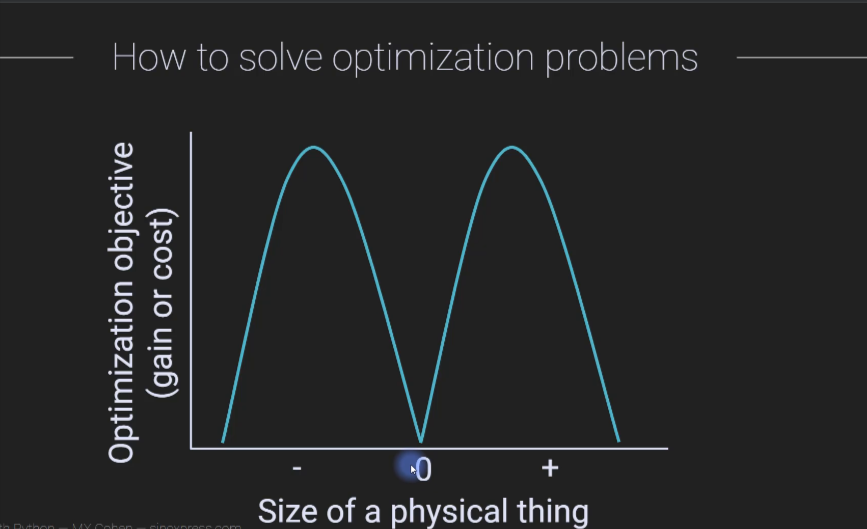 How to solve optimization problems
Optimization objective
(gain or cost)
- 0 +
Size of a physical thing
Python — MX Cohen — sincxpress.com